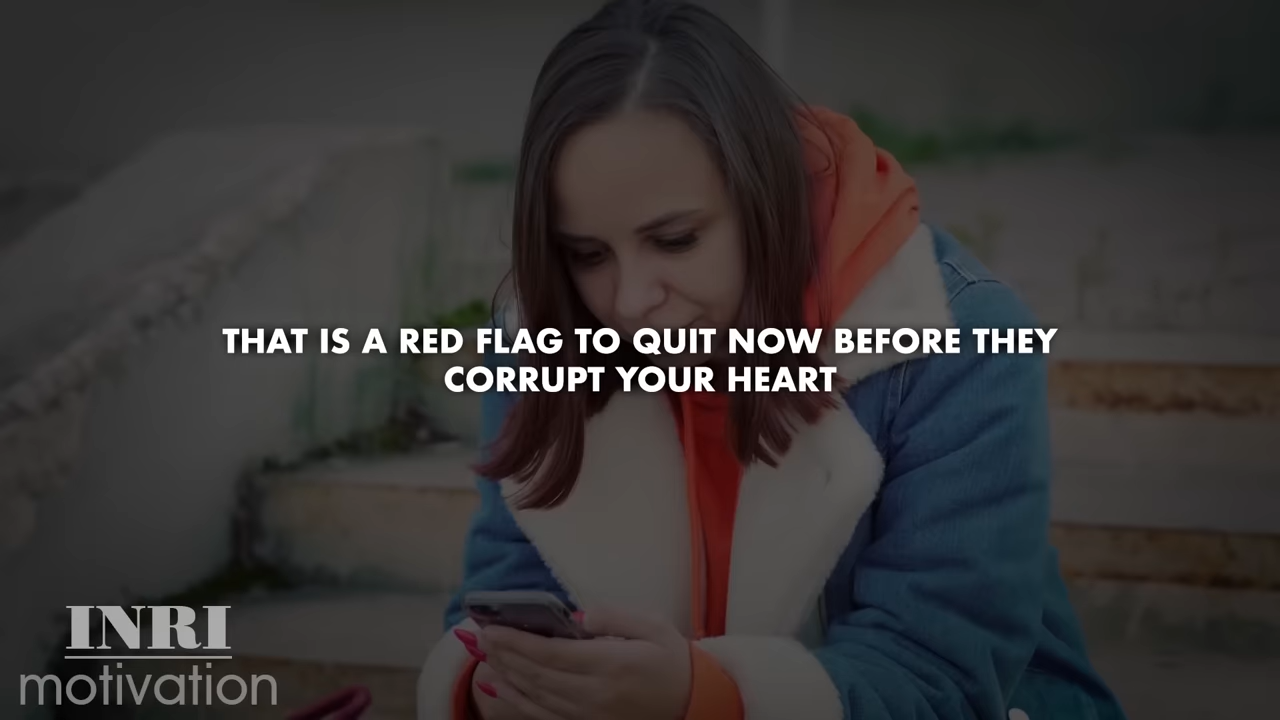 THAT IS A RED FLAG TO QUIT NOW BEFORE THEY
CORRUPT YOUR HEART
INRI
motivation